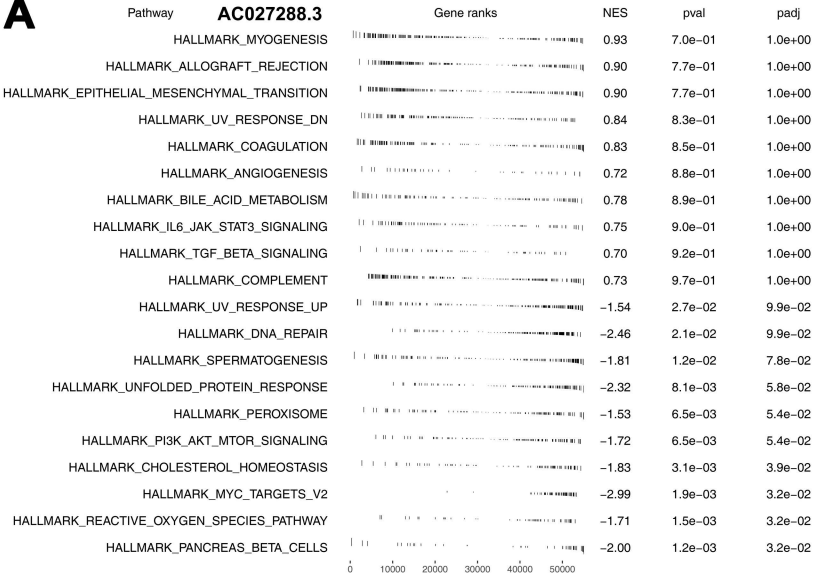 A
Pathway AC027288.3 Gene ranks NES pval padj
HALLMARK_MYOGENESIS 0.93 7.0e−01 1.0e+00
HALLMARK_ALLOGRAFT_REJECTION 0.90 7.7e−01 1.0e+00
HALLMARK_EPITHELIAL_MESENCHYMAL_TRANSITION 0.90 7.7e−01 1.0e+00
HALLMARK_UV_RESPONSE_DN 0.84 8.3e−01 1.0e+00
HALLMARK_COAGULATION 0.83 8.5e−01 1.0e+00
HALLMARK_ANGIOGENESIS 0.72 8.8e−01 1.0e+00
HALLMARK_BILE_ACID_METABOLISM 0.78 8.9e−01 1.0e+00
HALLMARK_IL6_JAK_STAT3_SIGNALING 0.75 9.0e−01 1.0e+00
HALLMARK_TGF_BETA_SIGNALING 0.70 9.2e−01 1.0e+00
HALLMARK_COMPLEMENT 0.73 9.7e−01 1.0e+00
HALLMARK_UV_RESPONSE_UP −1.54 2.7e−02 9.9e−02
HALLMARK_DNA_REPAIR −2.46 2.1e−02 9.9e−02
HALLMARK_SPERMATOGENESIS −1.81 1.2e−02 7.8e−02
HALLMARK_UNFOLDED_PROTEIN_RESPONSE −2.32 8.1e−03 5.8e−02
HALLMARK_PEROXISOME −1.53 6.5e−03 5.4e−02
HALLMARK_PI3K_AKT_MTOR_SIGNALING −1.72 6.5e−03 5.4e−02
HALLMARK_CHOLESTEROL_HOMEOSTASIS −1.83 3.1e−03 3.9e−02
HALLMARK_MYC_TARGETS_V2 −2.99 1.9e−03 3.2e−02
HALLMARK_REACTIVE_OXYGEN_SPECIES_PATHWAY −1.71 1.5e−03 3.2e−02
HALLMARK_PANCREAS_BETA_CELLS −2.00 1.2e−03 3.2e−02
0 10000 20000 30000 40000 50000